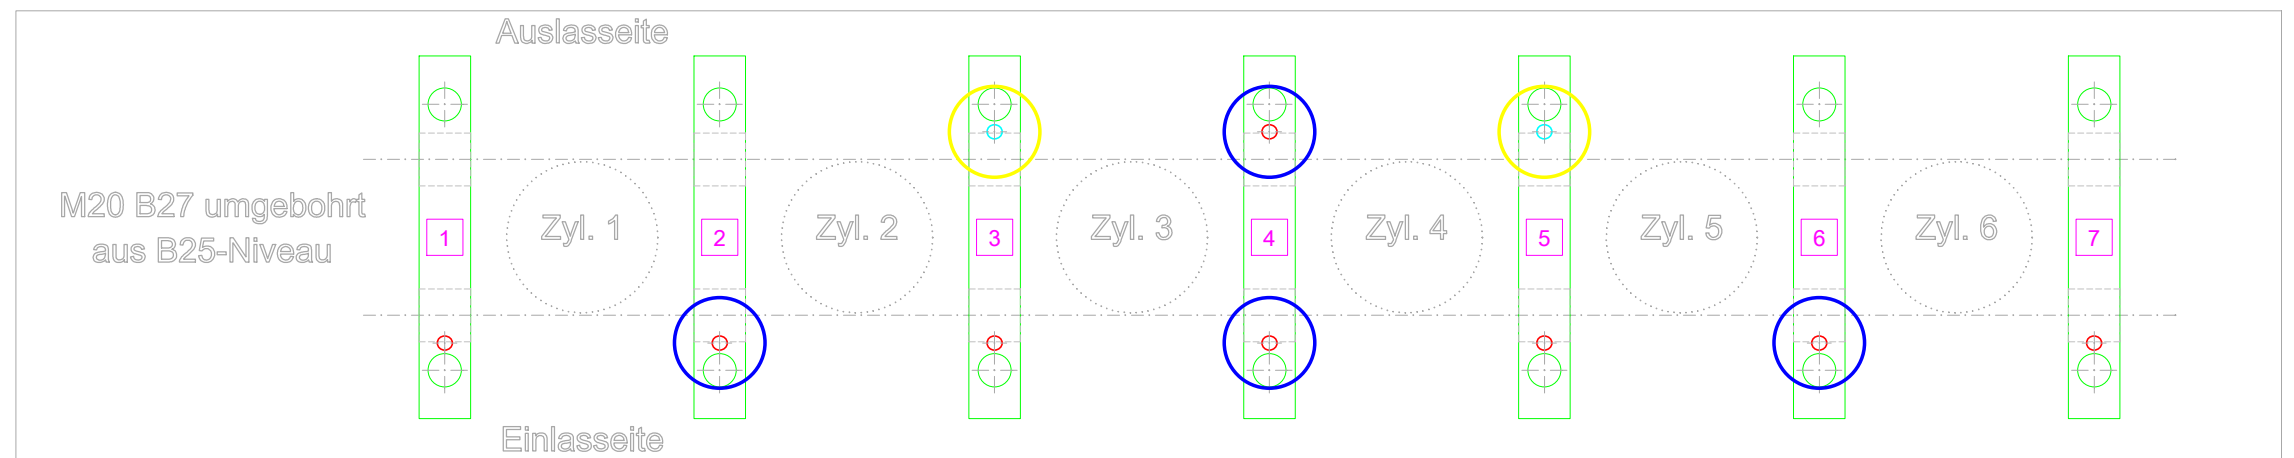 Auslasseite
M20 B27 umgebohrt
aus B25-Niveau
1 Zyl. 1 2 Zyl. 2 3 Zyl. 3 4 Zyl. 4 5 Zyl. 5 6 Zyl. 6 7
Einlasseite